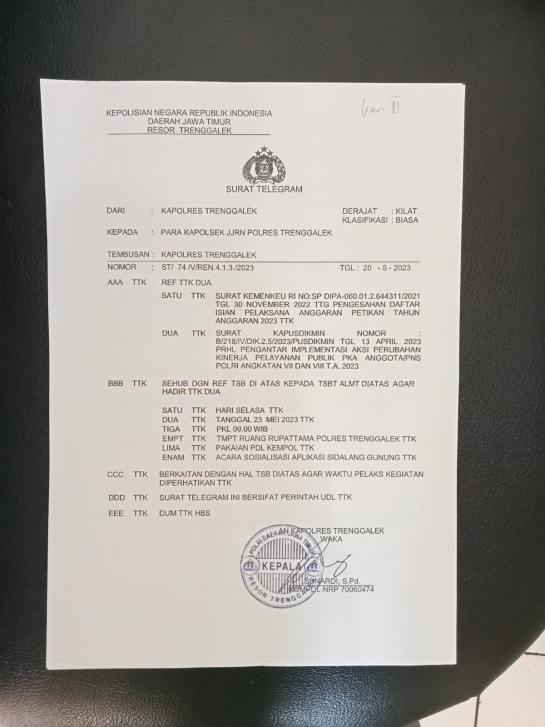 KEPOLISIAN NEGARA REPUBLIK INDONESIA
DAERAH JAWA TIMUR
RESOR TRENGGALEK
SURAT TELEGRAM
DARI : KAPOLRES TRENGGALEK
DERAJAT : KILAT
KLASIFIKASI : BIASA
KEPADA : PARA KAPOLSEK JJRN POLRES TRENGGALEK
TEMBUSAN : KAPOLRES TRENGGALEK
NOMOR : ST/ 74 /V/REN.4.1.3./2023 TGL : 20 - 5 - 2023
AAA TTK REF TTK DUA
SATU TTK SURAT KEMENKEU RI NO:SP DIPA-060.01.2.644311/2021
TGL 30 NOVEMBER 2022 TTG PENGESAHAN DAFTAR
ISIAN PELAKSANA ANGGARAN PETIKAN TAHUN
ANGGARAN 2023 TTK
DUA TTK SURAT KAPUSDIKMIN NOMOR :
B/218/IV/DIK.2.5/2023/PUSDIKMIN TGL 13 APRIL 2023
PRHL PENGANTAR IMPLEMENTASI AKSI PERUBAHAN
KINERJA PELAYANAN PUBLIK PKA ANGGOTA/PNS
POLRI ANGKATAN VII DAN VIII T.A. 2023
BBB TTK SEHUB DGN REF TSB DI ATAS KEPADA TSBT ALMT DIATAS AGAR
HADIR TTK DUA
SATU TTK HARI SELASA TTK
DUA TTK TANGGAL 23 MEI 2023 TTK
TIGA TTK PKL 09.00 WIB
EMPT TTK TMPT RUANG RUPATTAMA POLRES TRENGGALEK TTK
LIMA TTK PAKAIAN PDL KEMPOL TTK
ENAM TTK ACARA SOSIALISASI APLIKASI SIDALANG GUNUNG TTK
CCC TTK BERKAITAN DENGAN HAL TSB DIATAS AGAR WAKTU PELAKS KEGIATAN
DIPERHATIKAN TTK
DDD TTK SURAT TELEGRAM INI BERSIFAT PERINTAH UDL TTK
EEE TTK DUM TTK HBS
AN KAPOLRES TRENGGALEK
WAKA
POLRI DAERAH JAWA TIMUR
KEPALA
RESOR TRENGGALEK
SUNARDI, S.Pd.
KOMPOL NRP 70060474